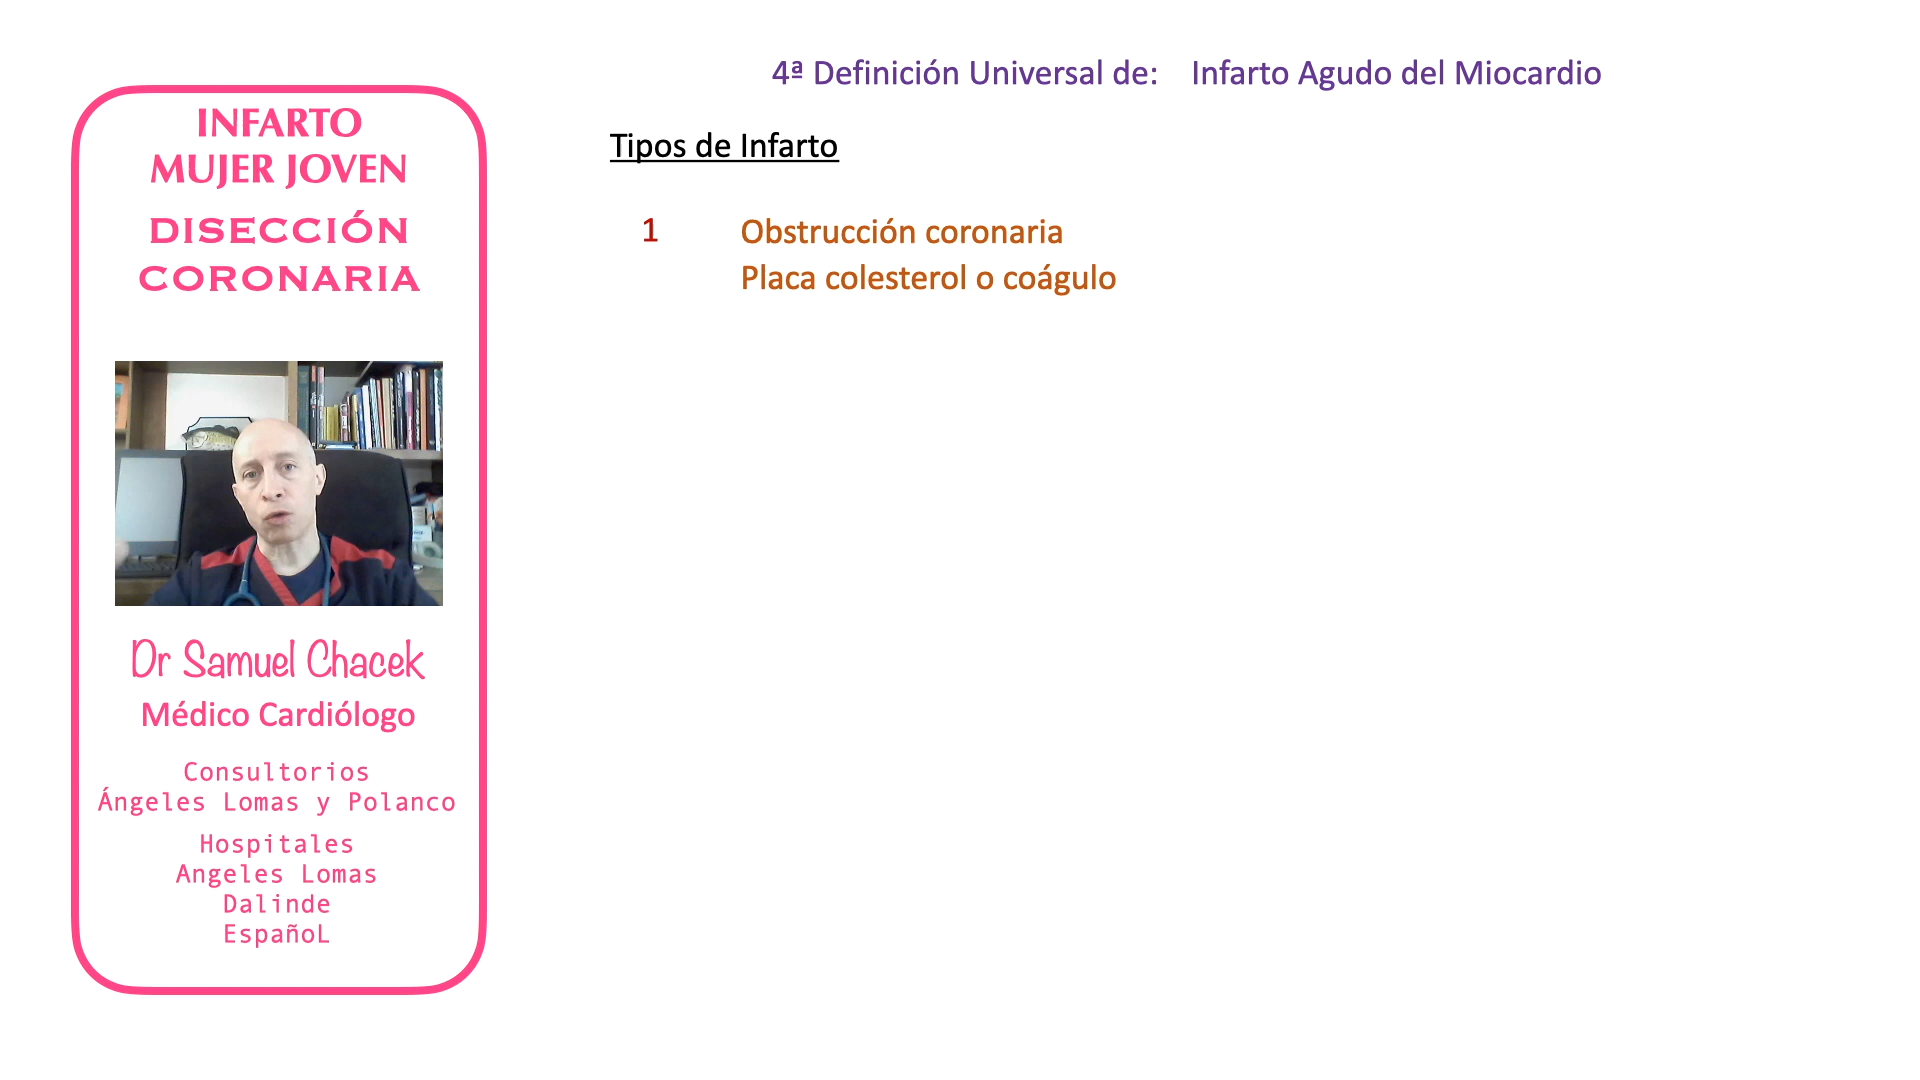 INFARTO
MUJER JOVEN
DISECCIÓN
CORONARIA
Dr Samuel Chacek
Médico Cardiólogo
Consultorios
Ángeles Lomas y Polanco
Hospitales
Angeles Lomas
Dalinde
EspañoL
4ª Definición Universal de: Infarto Agudo del Miocardio
Tipos de Infarto
1 Obstrucción coronaria
Placa colesterol o coágulo